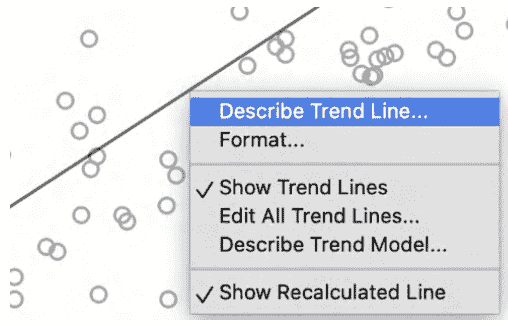 Describe Trend Line...
Format...
✓ Show Trend Lines
Edit All Trend Lines...
Describe Trend Model...
✓ Show Recalculated Line